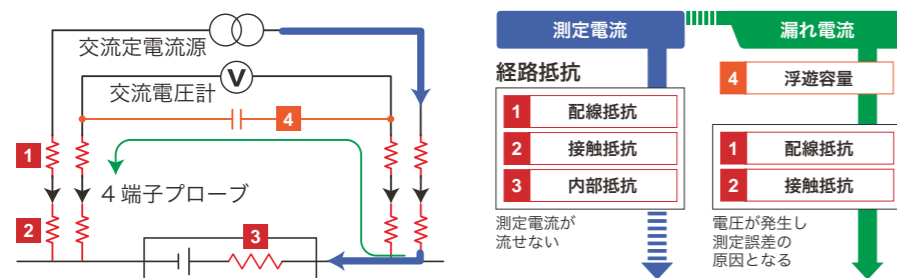 交流定電流源
V
交流電圧計
4
1
4端子プローブ
2
3
測定電流
漏れ電流
経路抵抗
1 配線抵抗
2 接触抵抗
3 内部抵抗
測定電流が
流せない
4 浮遊容量
1 配線抵抗
2 接触抵抗
電圧が発生し
測定誤差の
原因となる